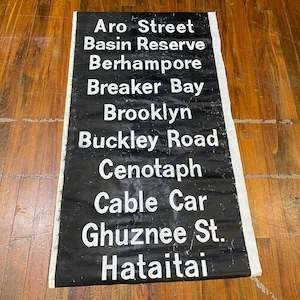 Aro Street
Basin Reserve
Berhampore
Breaker Bay
Brooklyn
Buckley Road
Cenotaph
Cable Car
Ghuznee St.
Hataitai